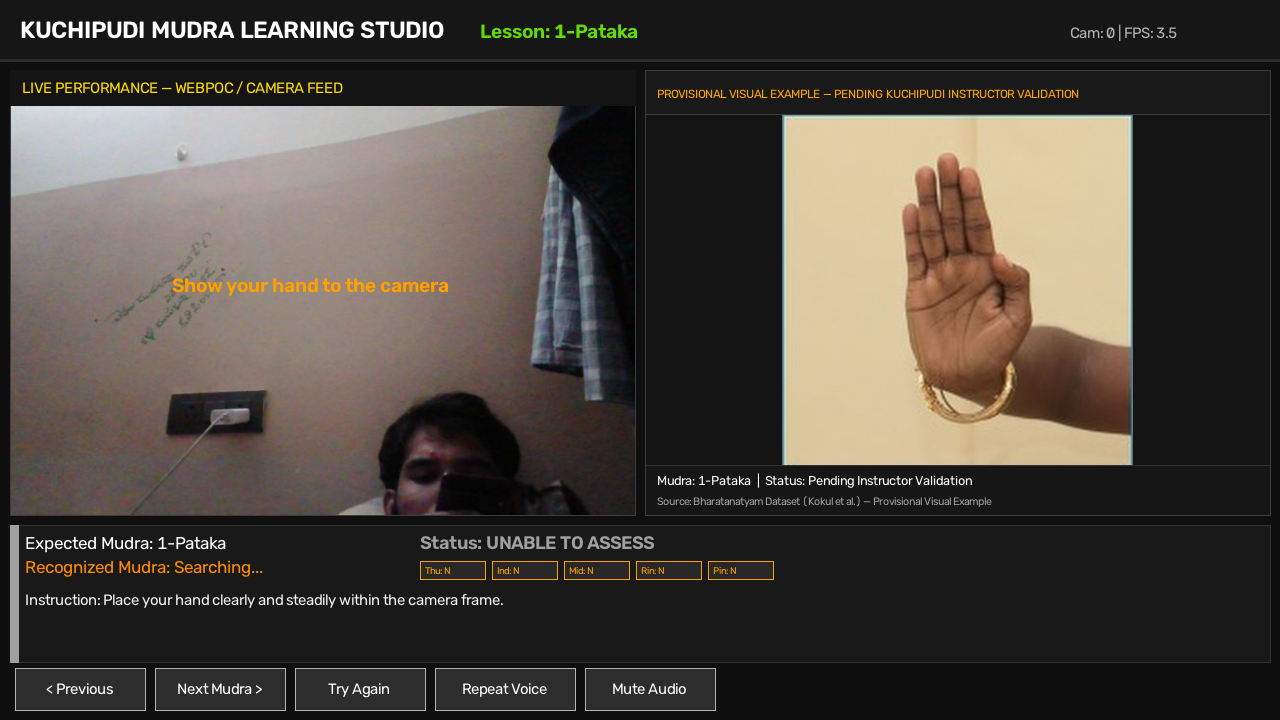 KUCHIPUDI MUDRA LEARNING STUDIO
Lesson: 1-Pataka
Cam: 0 | FPS: 3.5
LIVE PERFORMANCE — WEBPOC / CAMERA FEED
PROVISIONAL VISUAL EXAMPLE — PENDING KUCHIPUDI INSTRUCTOR VALIDATION
Show your hand to the camera
Mudra: 1-Pataka | Status: Pending Instructor Validation
Source: Bharatanatyam Dataset (Kokul et al.) — Provisional Visual Example
Expected Mudra: 1-Pataka
Status: UNABLE TO ASSESS
Recognized Mudra: Searching...
Thu: N
Ind: N
Mid: N
Rin: N
Pin: N
Instruction: Place your hand clearly and steadily within the camera frame.
< Previous
Next Mudra >
Try Again
Repeat Voice
Mute Audio